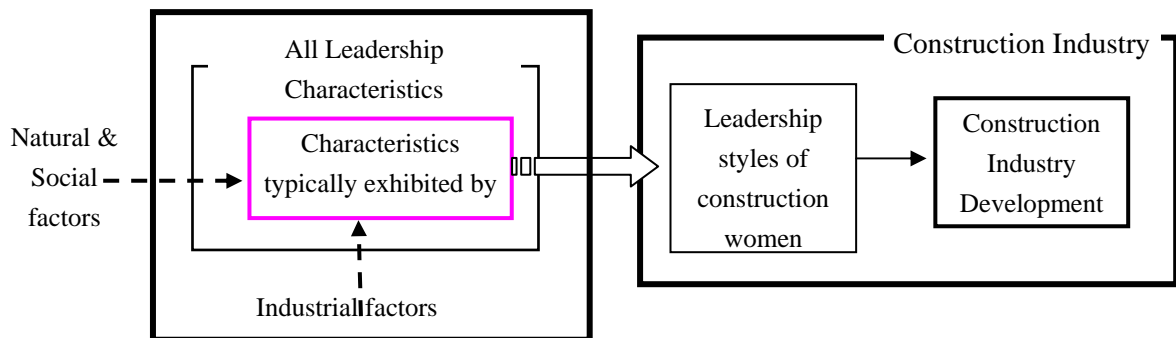 All Leadership
Characteristics
Natural &
Social
factors
Characteristics
typically exhibited by
Industrial factors
Construction Industry
Leadership
styles of
construction
women
Construction
Industry
Development